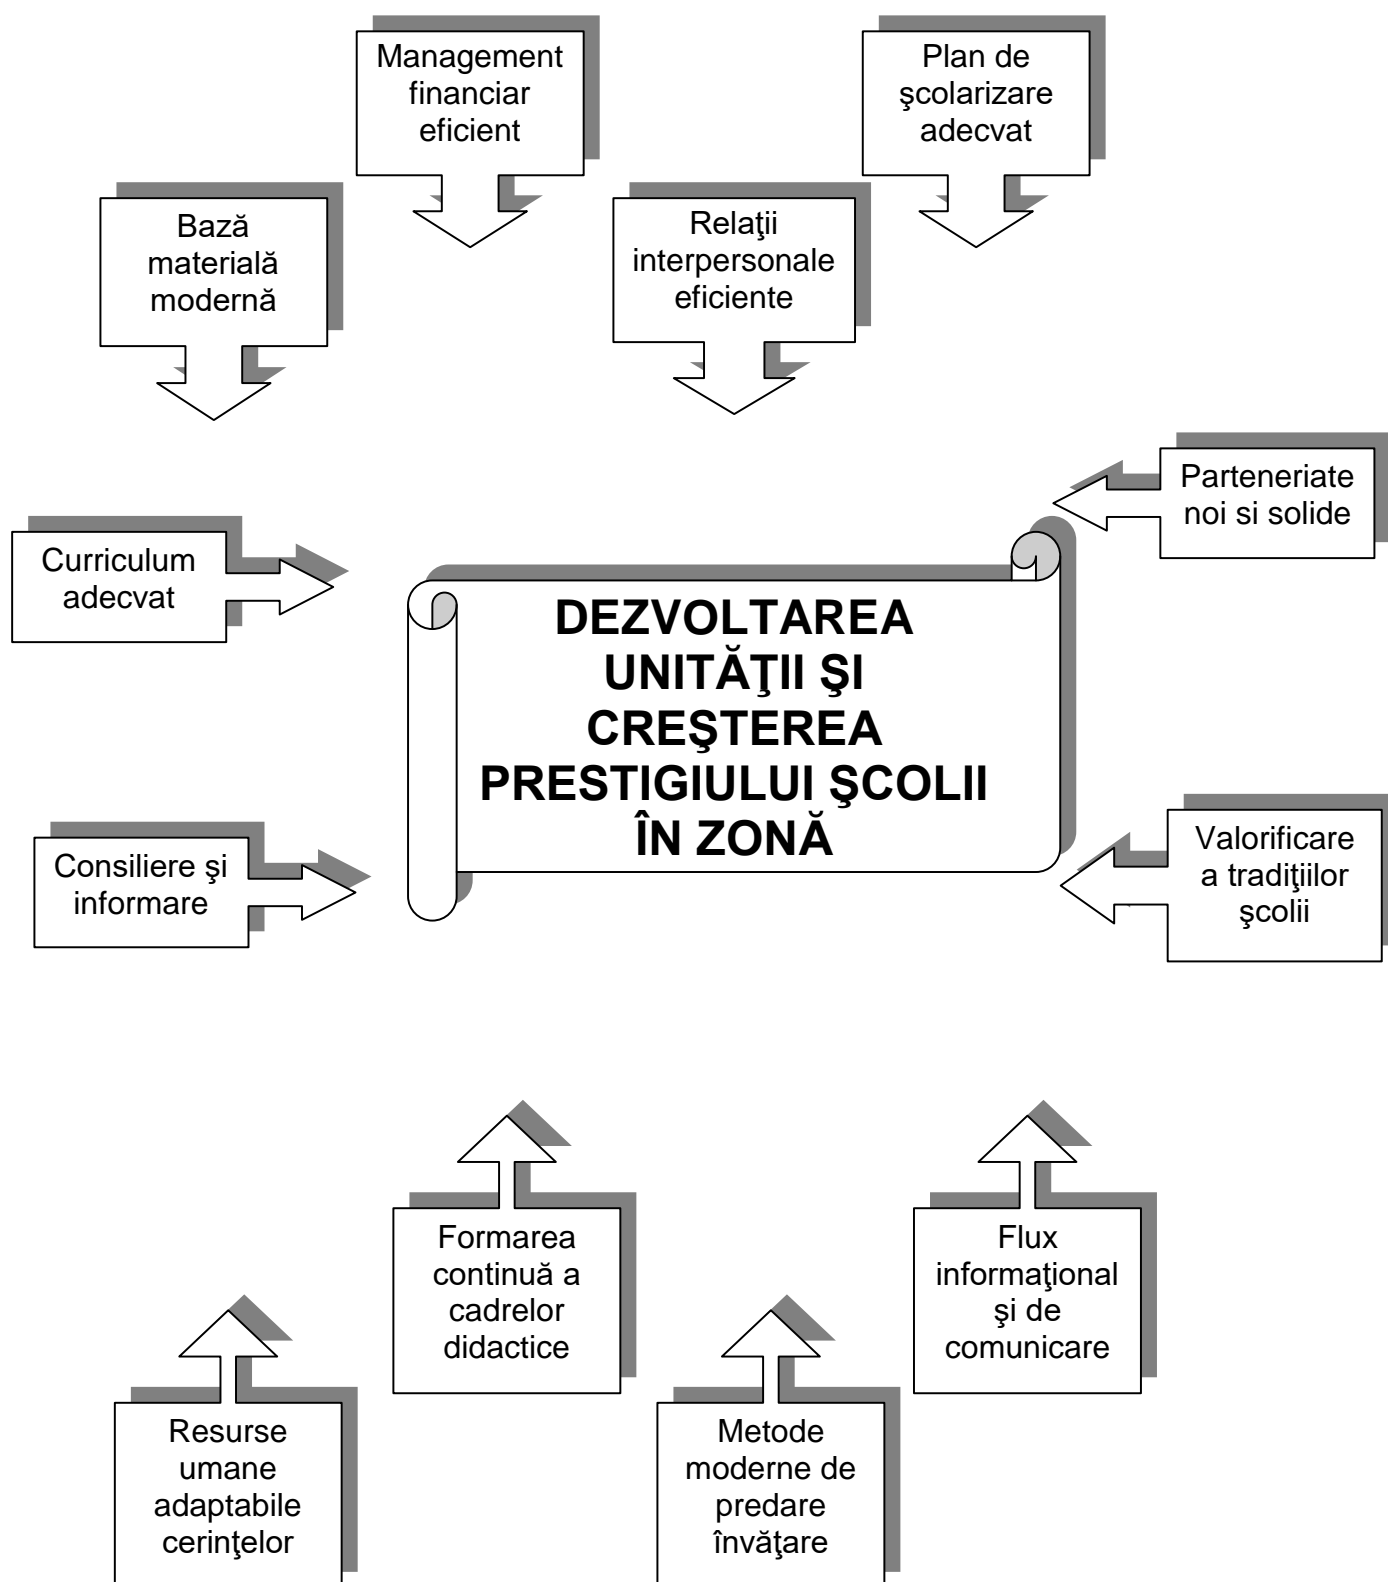 Management
financiar
eficient
Plan de
şcolarizare
adecvat
Bază
materială
modernă
Relaţii
interpersonale
eficiente
Parteneriate
noi si solide
Curriculum
adecvat
DEZVOLTAREA
UNITĂŢII ŞI
CREŞTEREA
PRESTIGIULUI ŞCOLII
ÎN ZONĂ
Consiliere şi
informare
Valorificare
a tradiţiilor
şcolii
Formarea
continuă a
cadrelor
didactice
Flux
informaţional
şi de
comunicare
Resurse
umane
adaptabile
cerinţelor
Metode
moderne de
predare
învăţare